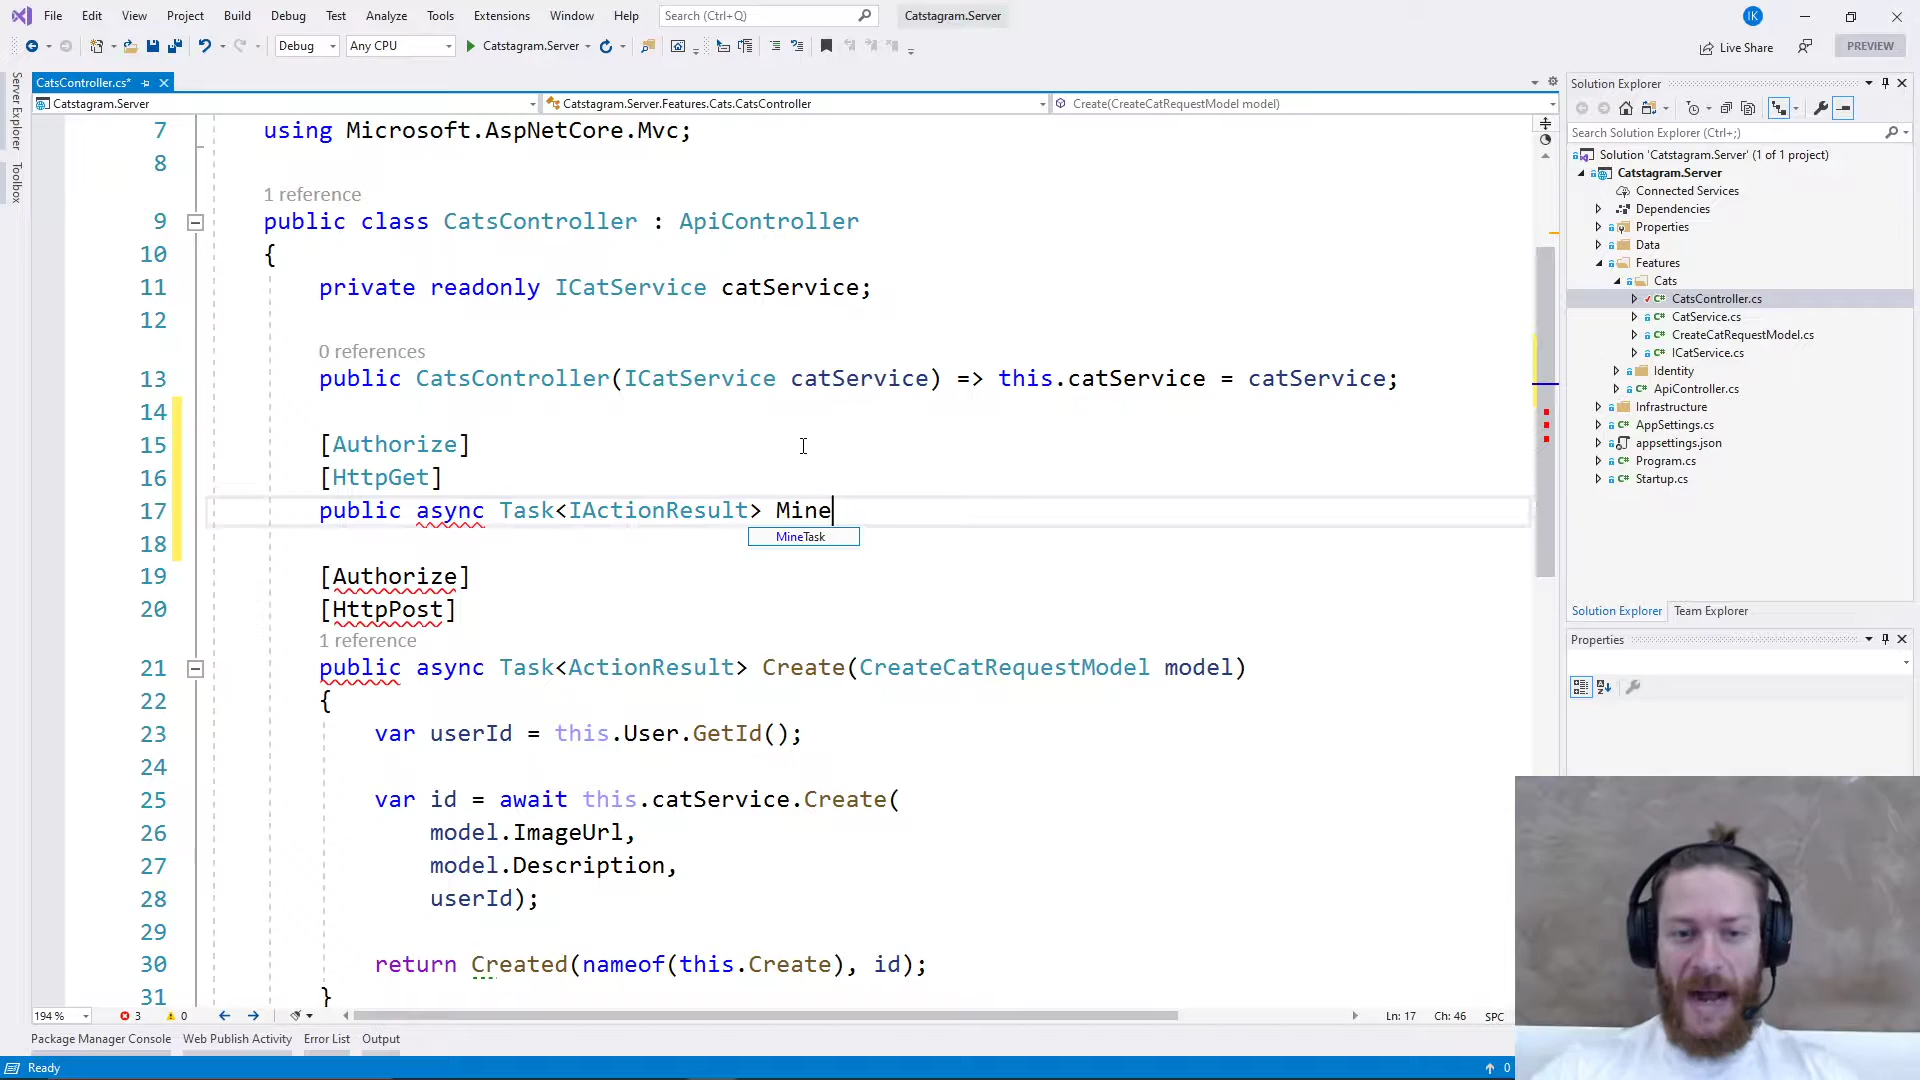 File Edit View Project Build Debug Test Analyze Tools Extensions Window Help Search (Ctrl+Q) Catstagram.Server IK
Debug Any CPU Catstagram.Server Live Share PREVIEW
Server Explorer
Toolbox
CatsController.cs*
Catstagram.Server Catstagram.Server.Features.Cats.CatsController Create(CreateCatRequestModel model)
7 using Microsoft.AspNetCore.Mvc;
8
1 reference
9 public class CatsController : ApiController
10 {
11 private readonly ICatService catService;
12
0 references
13 public CatsController(ICatService catService) => this.catService = catService;
14
15 [Authorize]
16 [HttpGet]
17 public async Task<IActionResult> Mine
MineTask
18
19 [Authorize]
20 [HttpPost]
1 reference
21 public async Task<ActionResult> Create(CreateCatRequestModel model)
22 {
23 var userId = this.User.GetId();
24
25 var id = await this.catService.Create(
26 model.ImageUrl,
27 model.Description,
28 userId);
29
30 return Created(nameof(this.Create), id);
31 }
194 % 3 0 Ln: 17 Ch: 46 SPC
Package Manager Console Web Publish Activity Error List Output
Ready 0
Solution Explorer
Search Solution Explorer (Ctrl+;)
Solution 'Catstagram.Server' (1 of 1 project)
Catstagram.Server
Connected Services
Dependencies
Properties
Data
Features
Cats
C# CatsController.cs
C# CatService.cs
C# CreateCatRequestModel.cs
C# ICatService.cs
Identity
C# ApiController.cs
Infrastructure
C# AppSettings.cs
appsettings.json
C# Program.cs
C# Startup.cs
Solution Explorer Team Explorer
Properties